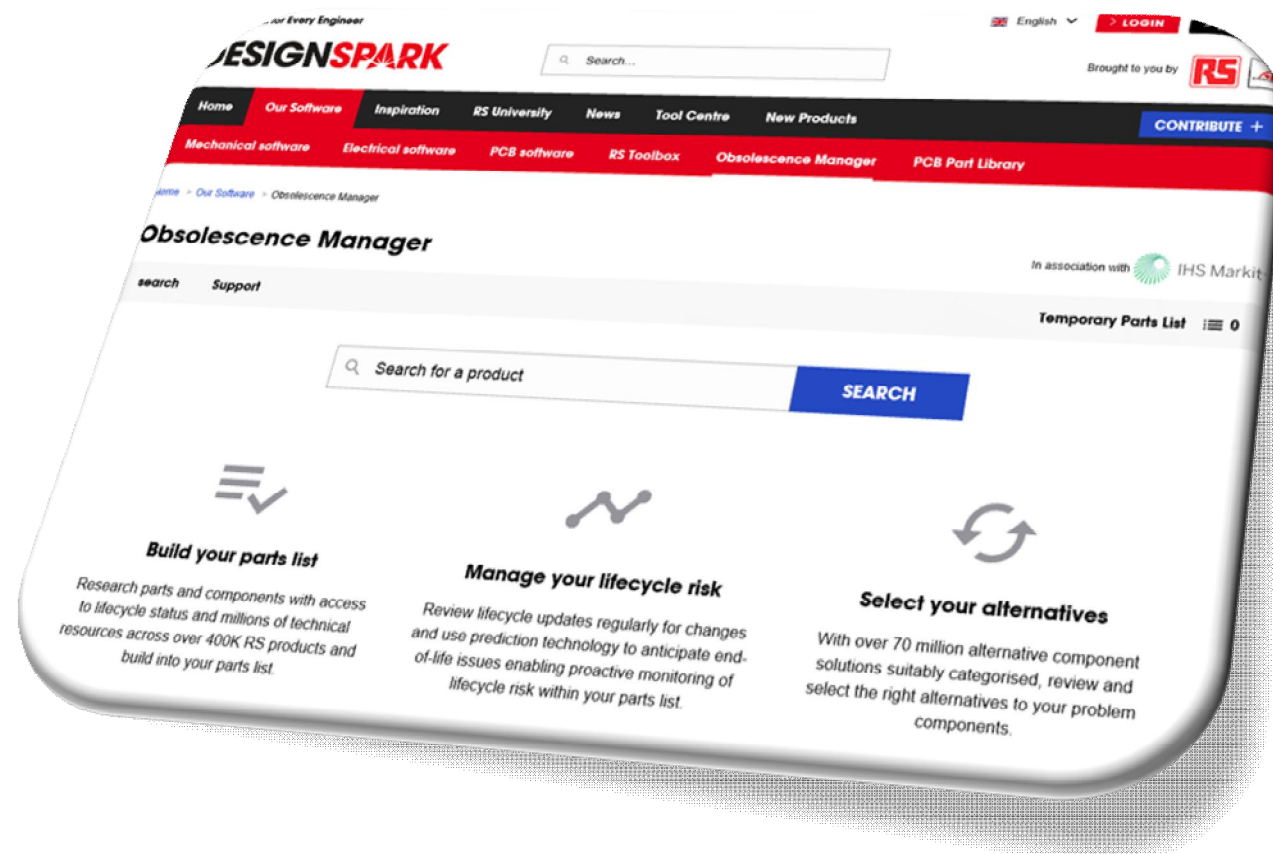 for Every Engineer
English
> LOGIN
DESIGNSPARK
Search...
Brought to you by RS
Home Our Software Inspiration RS University News Tool Centre New Products
CONTRIBUTE +
Mechanical software Electrical software PCB software RS Toolbox Obsolescence Manager PCB Part Library
Home > Our Software > Obsolescence Manager
Obsolescence Manager
In association with IHS Markit
search Support
Temporary Parts List 0
Search for a product
SEARCH
Build your parts list
Research parts and components with access
to lifecycle status and millions of technical
resources across over 400K RS products and
build into your parts list.
Manage your lifecycle risk
Review lifecycle updates regularly for changes
and use prediction technology to anticipate end-
of-life issues enabling proactive monitoring of
lifecycle risk within your parts list.
Select your alternatives
With over 70 million alternative component
solutions suitably categorised, review and
select the right alternatives to your problem
components.